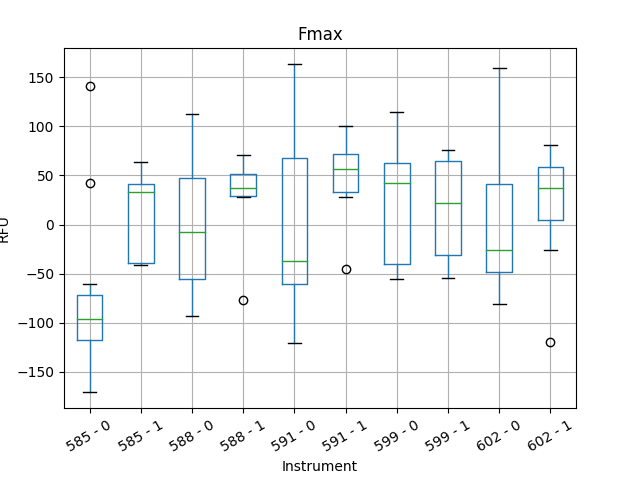 Fmax
RFU
150
100
50
0
−50
−100
−150
585 - 0
585 - 1
588 - 0
588 - 1
591 - 0
591 - 1
599 - 0
599 - 1
602 - 0
602 - 1
Instrument